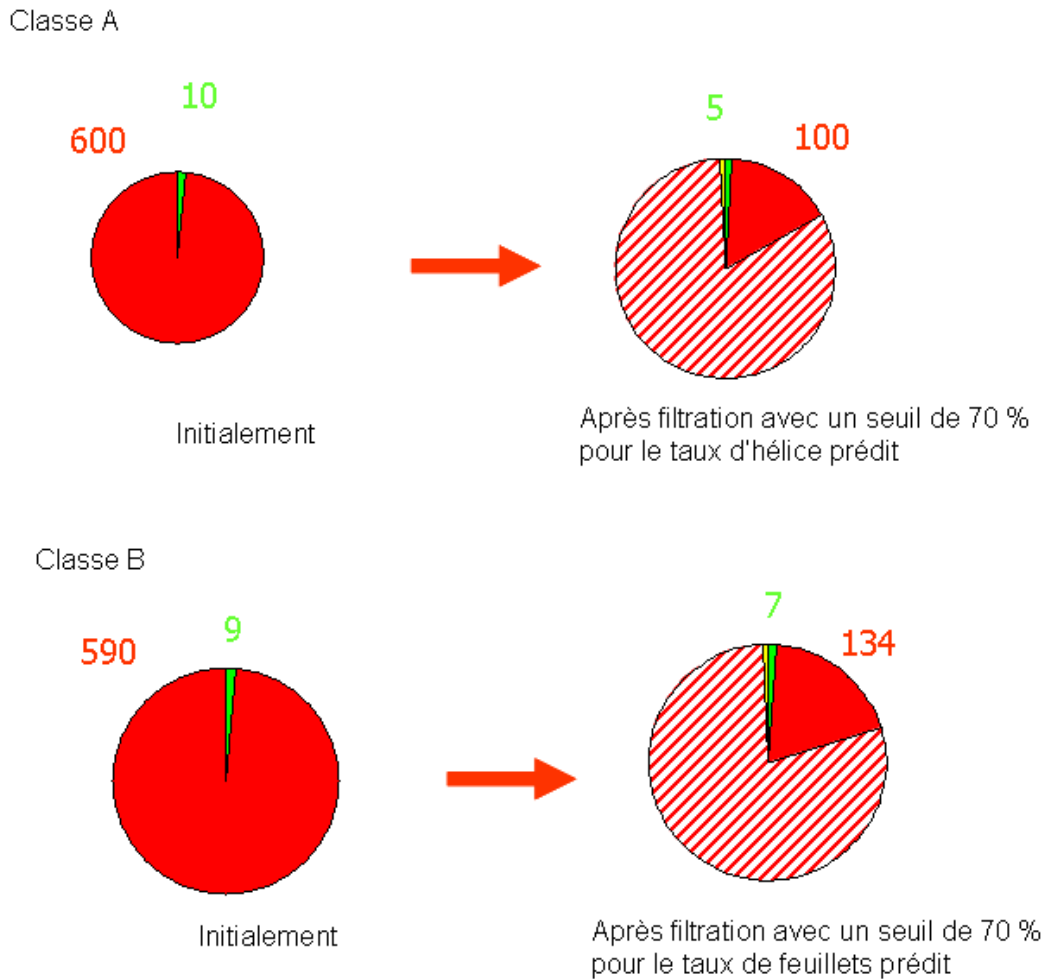 Classe A
10
600
5
100
Initialement
Après filtration avec un seuil de 70 %
pour le taux d'hélice prédit
Classe B
9
590
7
134
Initialement
Après filtration avec un seuil de 70 %
pour le taux de feuillets prédit